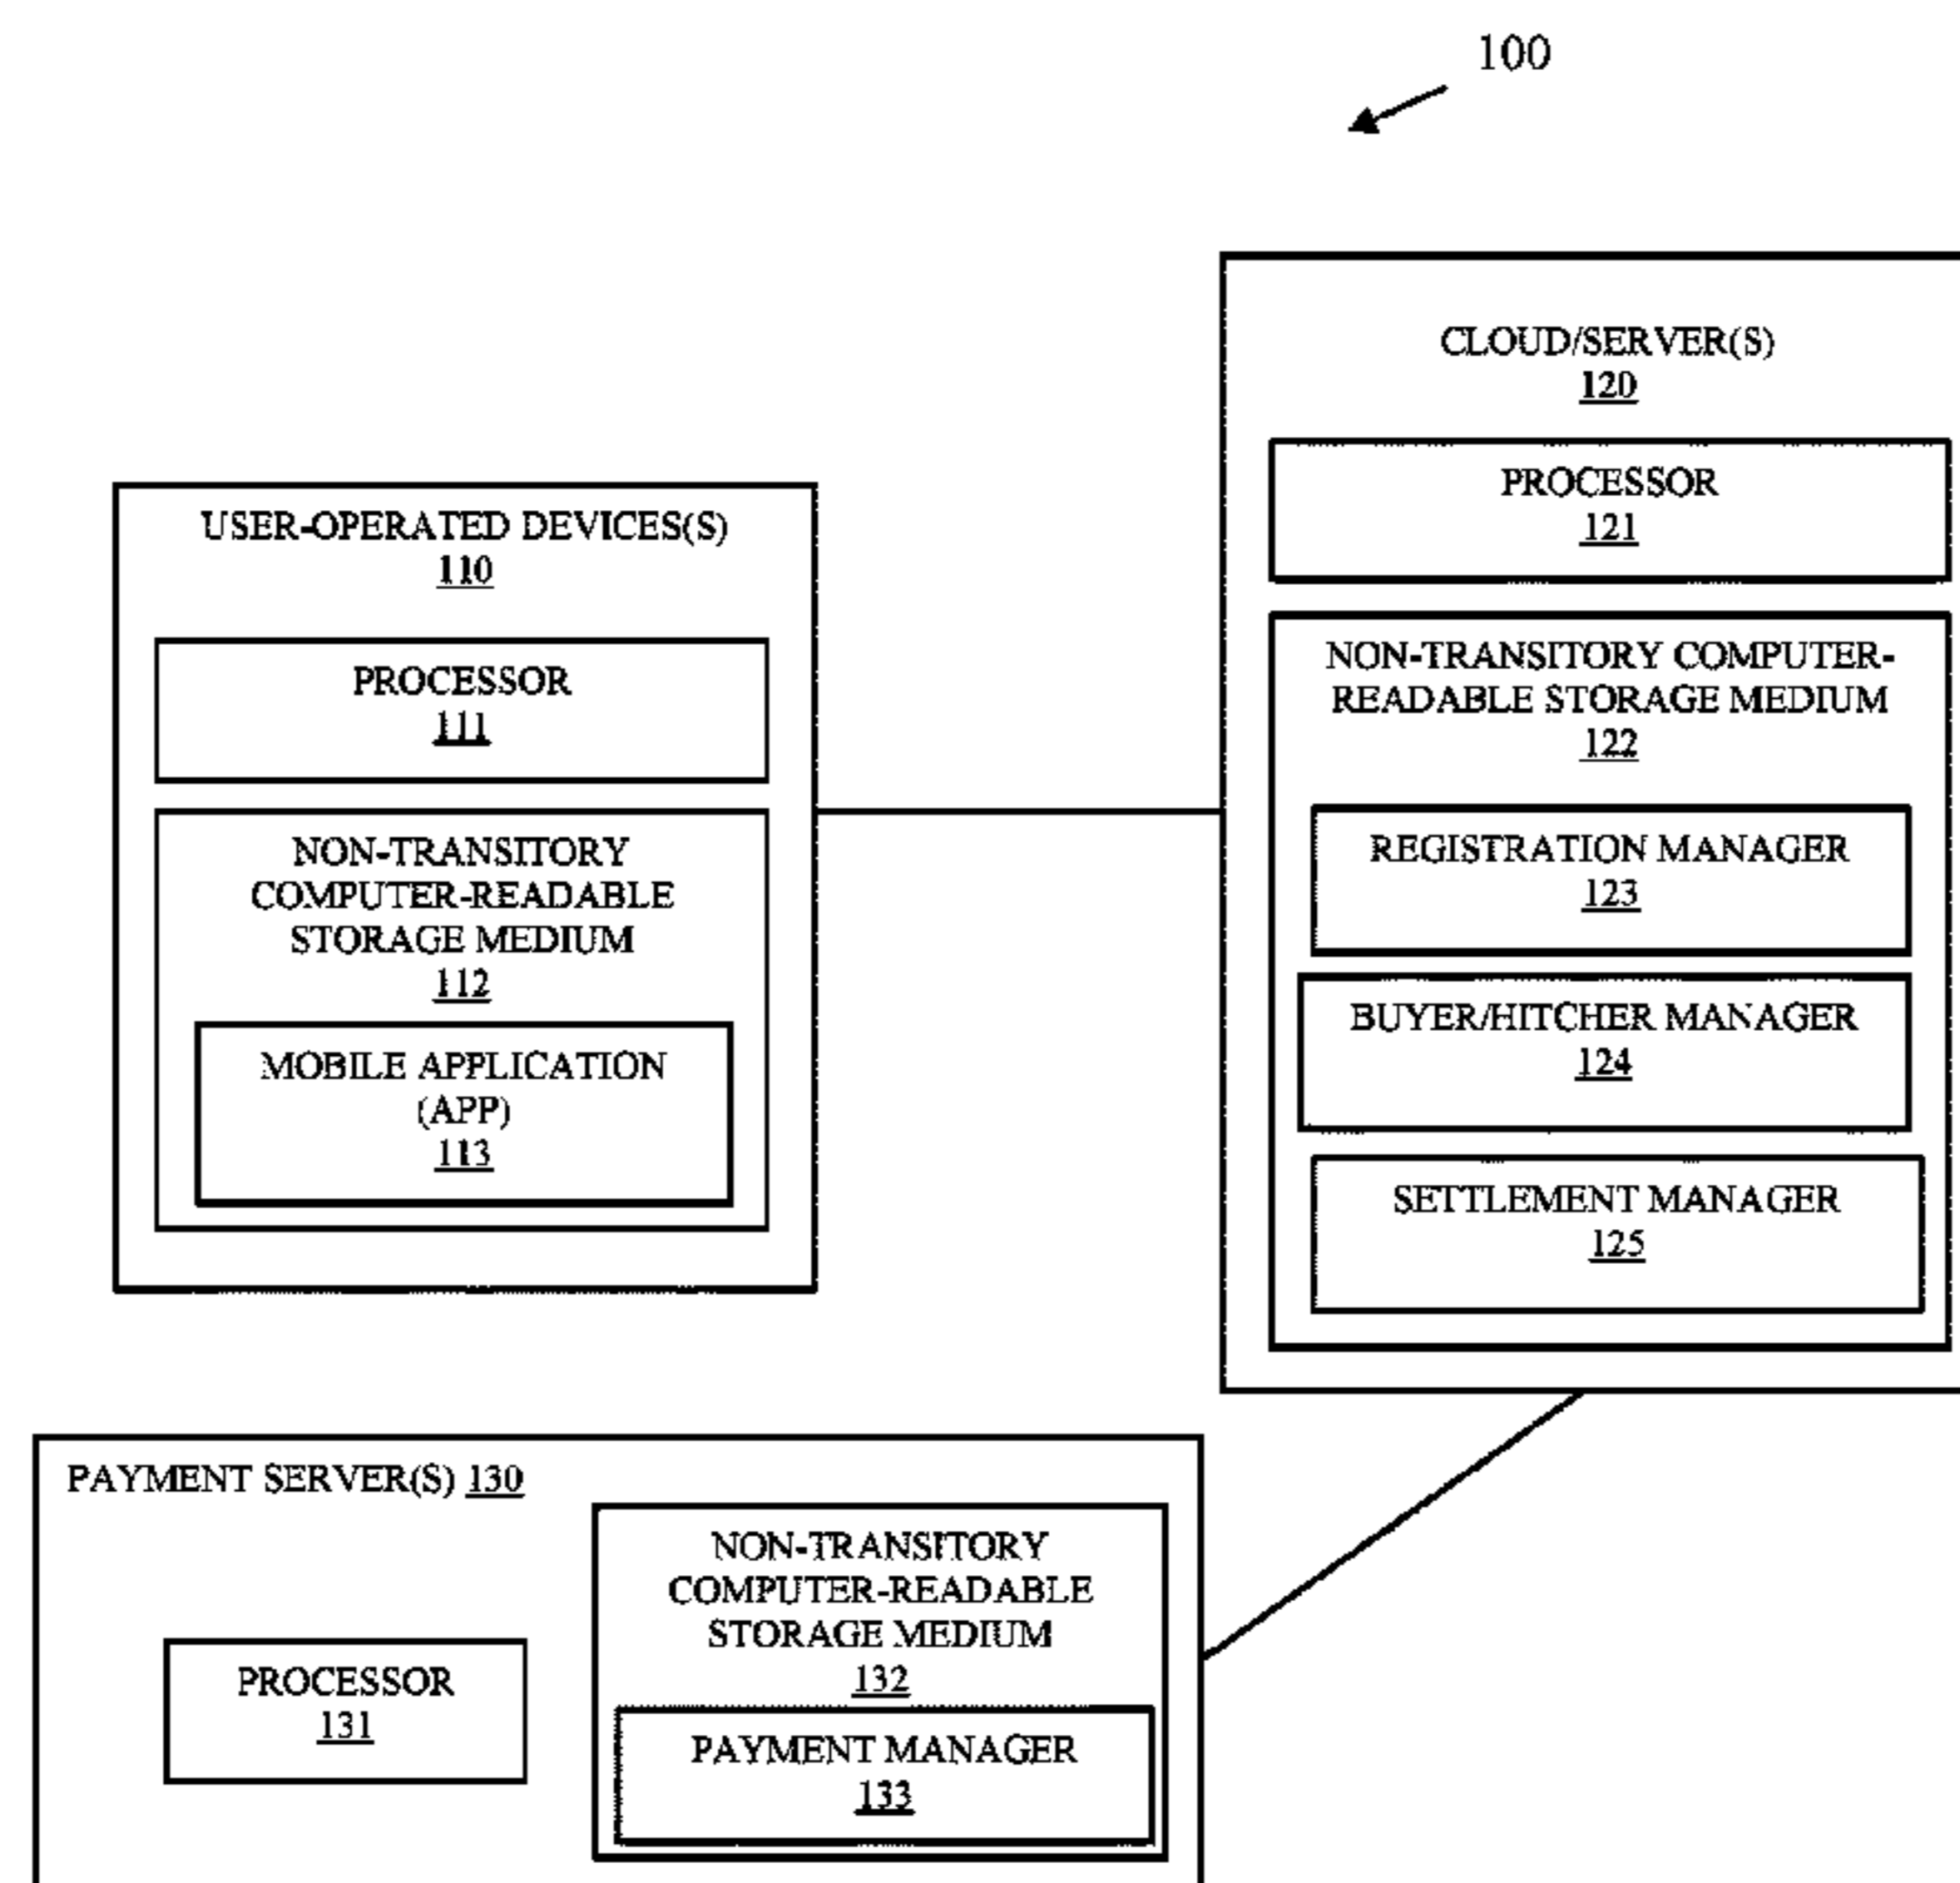 100
CLOUD/SERVER(S)
120
PROCESSOR
121
NON-TRANSITORY COMPUTER-
READABLE STORAGE MEDIUM
122
REGISTRATION MANAGER
123
BUYER/HITCHER MANAGER
124
SETTLEMENT MANAGER
125
USER-OPERATED DEVICES(S)
110
PROCESSOR
111
NON-TRANSITORY
COMPUTER-READABLE
STORAGE MEDIUM
112
MOBILE APPLICATION
(APP)
113
PAYMENT SERVER(S) 130
PROCESSOR
131
NON-TRANSITORY
COMPUTER-READABLE
STORAGE MEDIUM
132
PAYMENT MANAGER
133